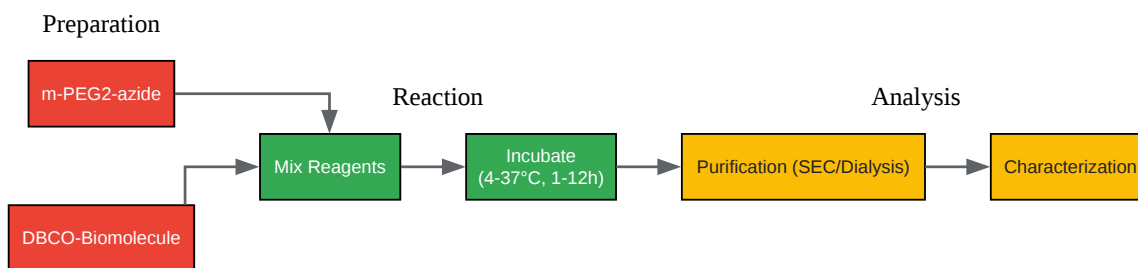 Preparation
m-PEG2-azide
Reaction
Analysis
Mix Reagents
Incubate
(4-37°C, 1-12h)
Purification (SEC/Dialysis)
Characterization
DBCO-Biomolecule